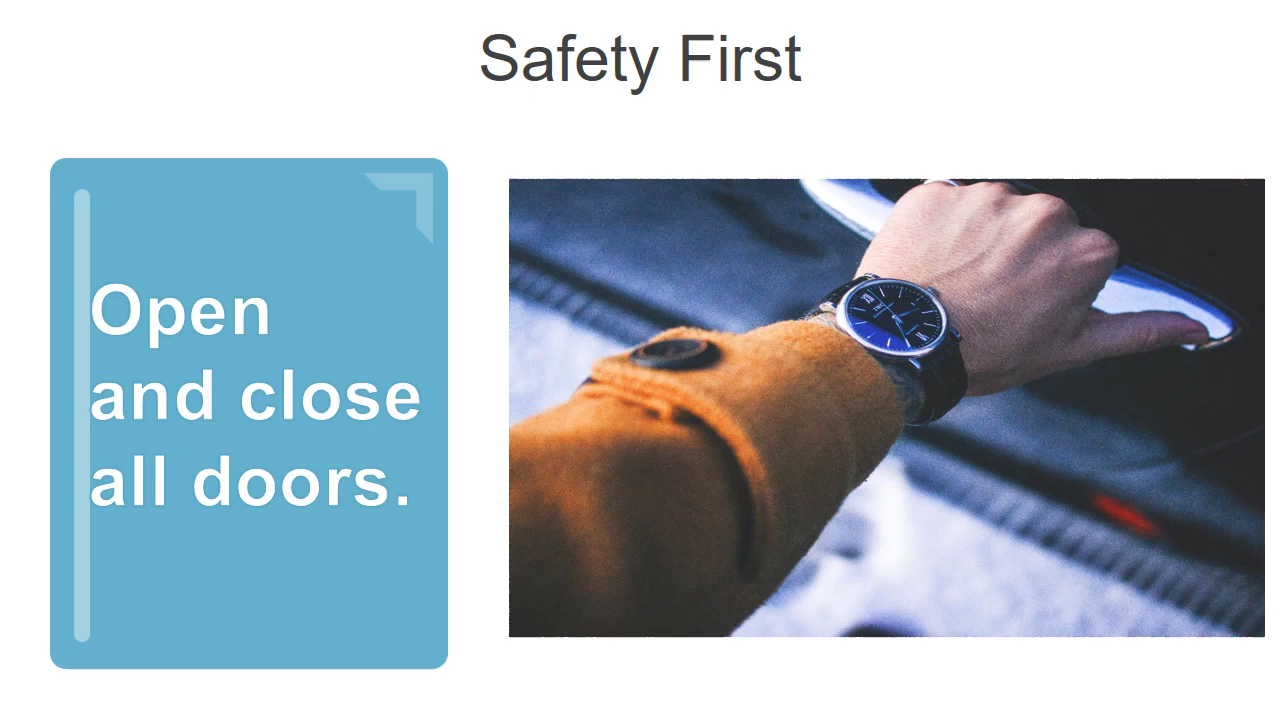 Safety First
Open
and close
all doors.